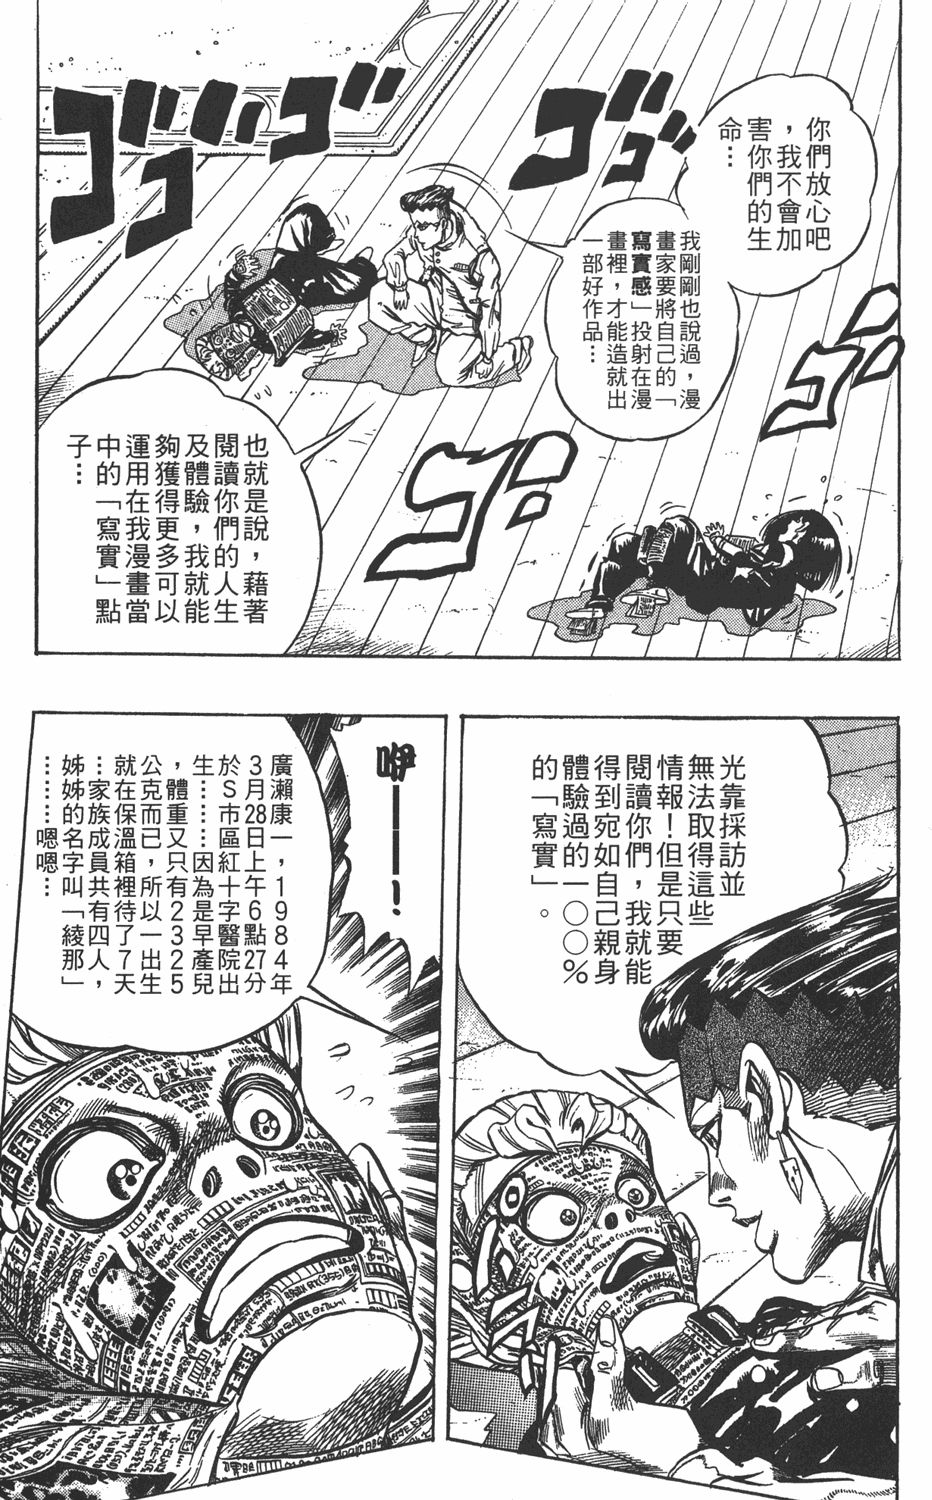 你們放心吧
，我不會加
害你們的生
命…
我剛剛也說過，漫
畫家要將自己的「
寫實感」投射在漫
畫裡，才能造就出
一部好作品…
ゴゴ
ゴゴゴゴ
ゴ
ゴ
也就是說，藉著
閱讀你們的人生
及體驗，我就能
夠獲得更多可以
運用在我漫畫當
中的「寫實」點
子…
光靠採訪並
無法取得這些
情報！但是只要
閱讀你們，我就能
得到宛如自己親身
體驗過的一〇〇%
的「寫實」。
咿——！
廣瀨康一，1984年
3月28日上午6點27分
於S市區紅十字醫院出
生……因為是早產兒
，體重又只有2325
公克而已，所以一出生
就在保溫箱裡待了7天
…家族成員共有四人，
姊姊的名字叫「綾那」
………嗯嗯…